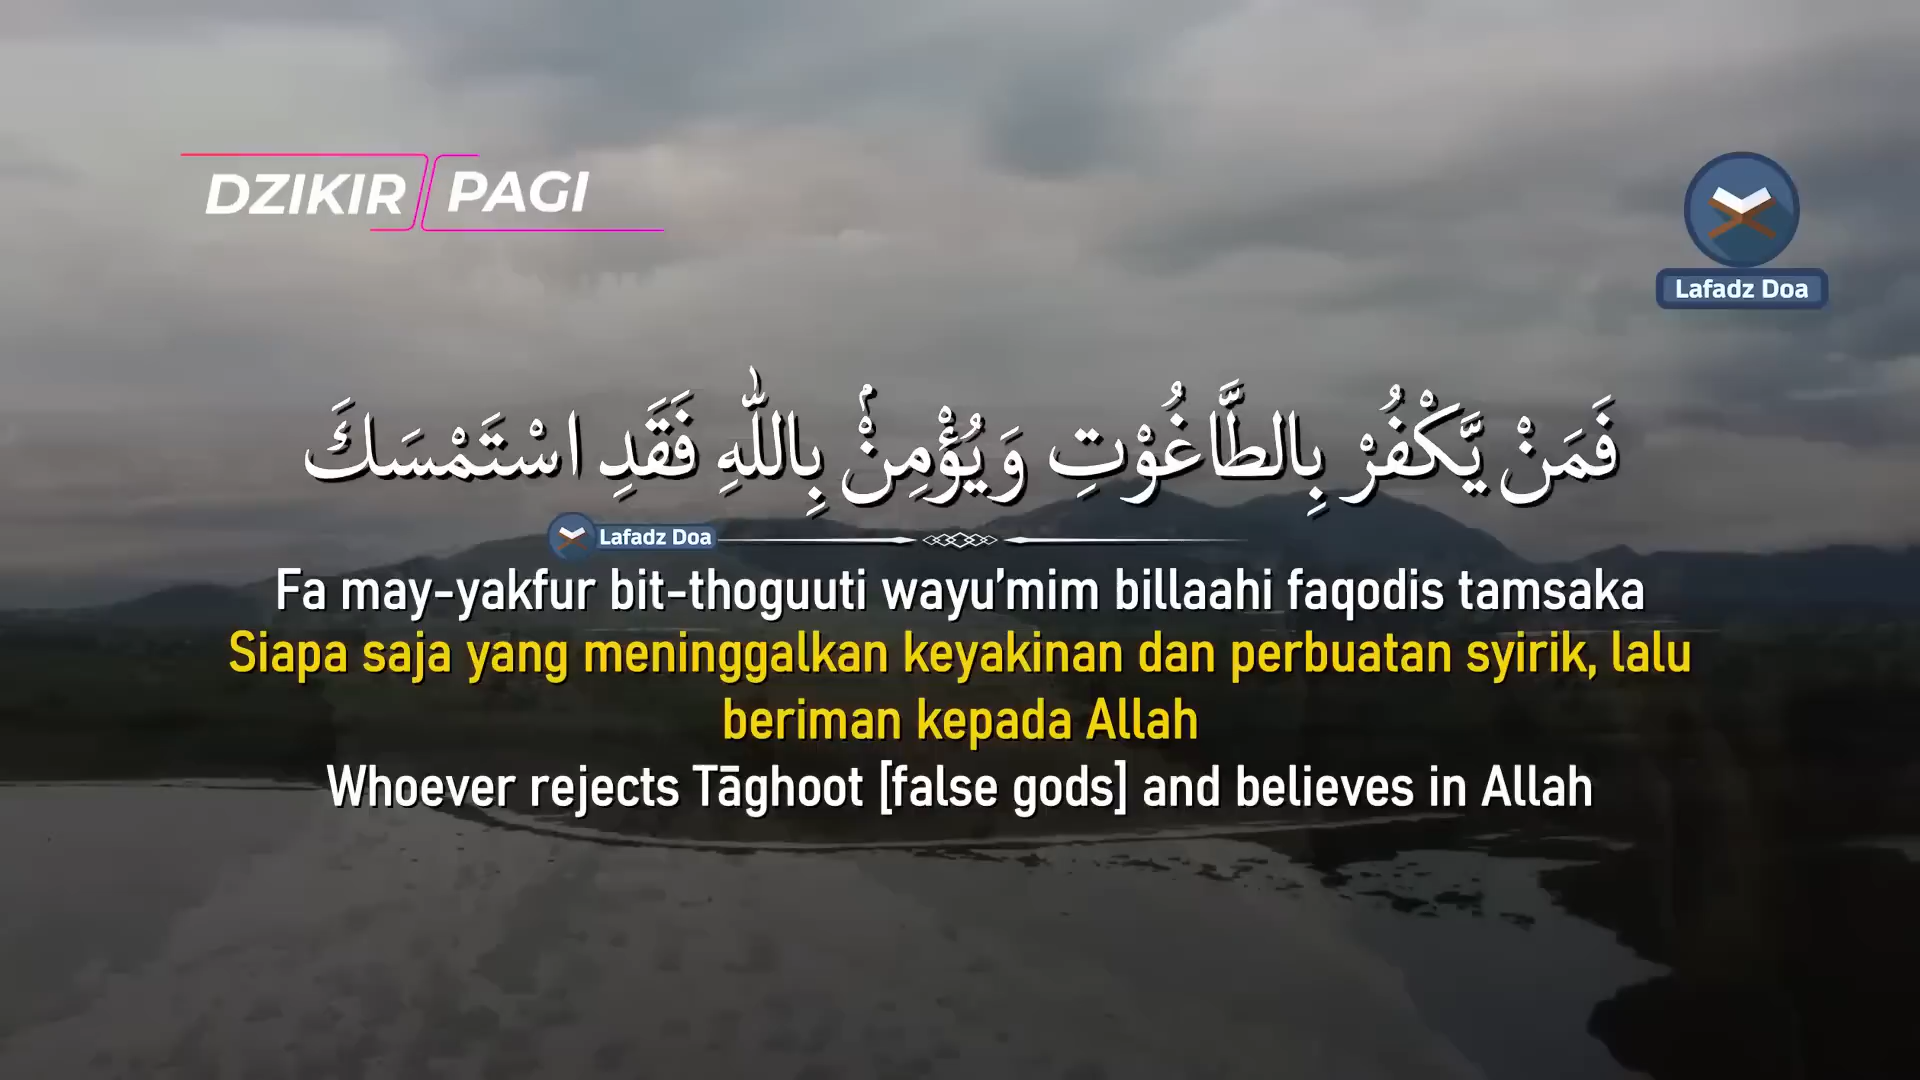 DZIKIR PAGI
Lafadz Doa
فَمَنْ يَّكْفُرْ بِالطَّاغُوْتِ وَيُؤْمِنْۢ بِاللّٰهِ فَقَدِ اسْتَمْسَكَ
Lafadz Doa
Fa may-yakfur bit-thoguuti wayu’mim billaahi faqodis tamsaka
Siapa saja yang meninggalkan keyakinan dan perbuatan syirik, lalu
beriman kepada Allah
Whoever rejects Tāghoot [false gods] and believes in Allah